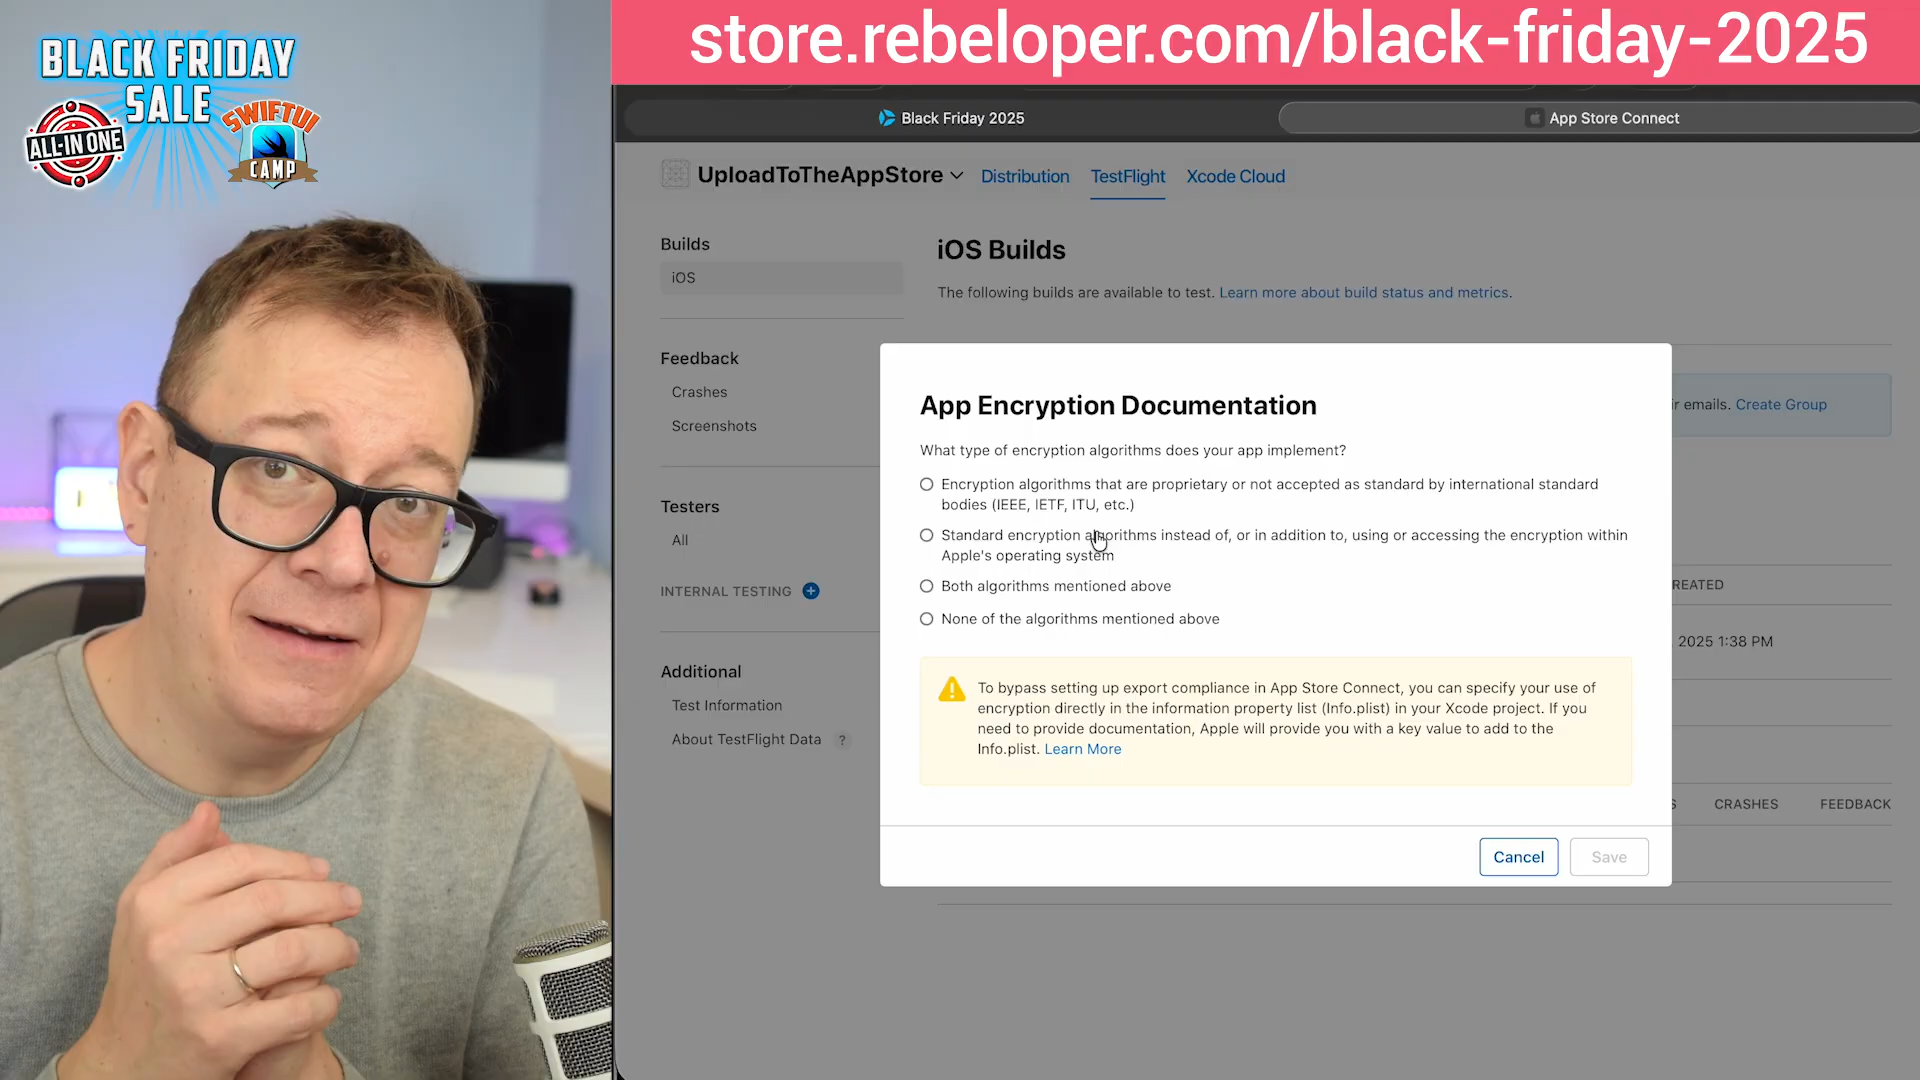 store.rebeloper.com/black-friday-2025
BLACK FRIDAY
SALE
ALL-IN ONE
SWIFTUI
CAMP
Black Friday 2025
App Store Connect
UploadToTheAppStore
Distribution
TestFlight
Xcode Cloud
Builds
iOS
Feedback
Crashes
Screenshots
Testers
All
INTERNAL TESTING
Additional
Test Information
About TestFlight Data ?
iOS Builds
The following builds are available to test. Learn more about build status and metrics.
emails. Create Group
2025 1:38 PM
CRASHES
FEEDBACK
App Encryption Documentation
What type of encryption algorithms does your app implement?
Encryption algorithms that are proprietary or not accepted as standard by international standard
bodies (IEEE, IETF, ITU, etc.)
Standard encryption algorithms instead of, or in addition to, using or accessing the encryption within
Apple's operating system
Both algorithms mentioned above
None of the algorithms mentioned above
To bypass setting up export compliance in App Store Connect, you can specify your use of
encryption directly in the information property list (Info.plist) in your Xcode project. If you
need to provide documentation, Apple will provide you with a key value to add to the
Info.plist. Learn More
Cancel
Save